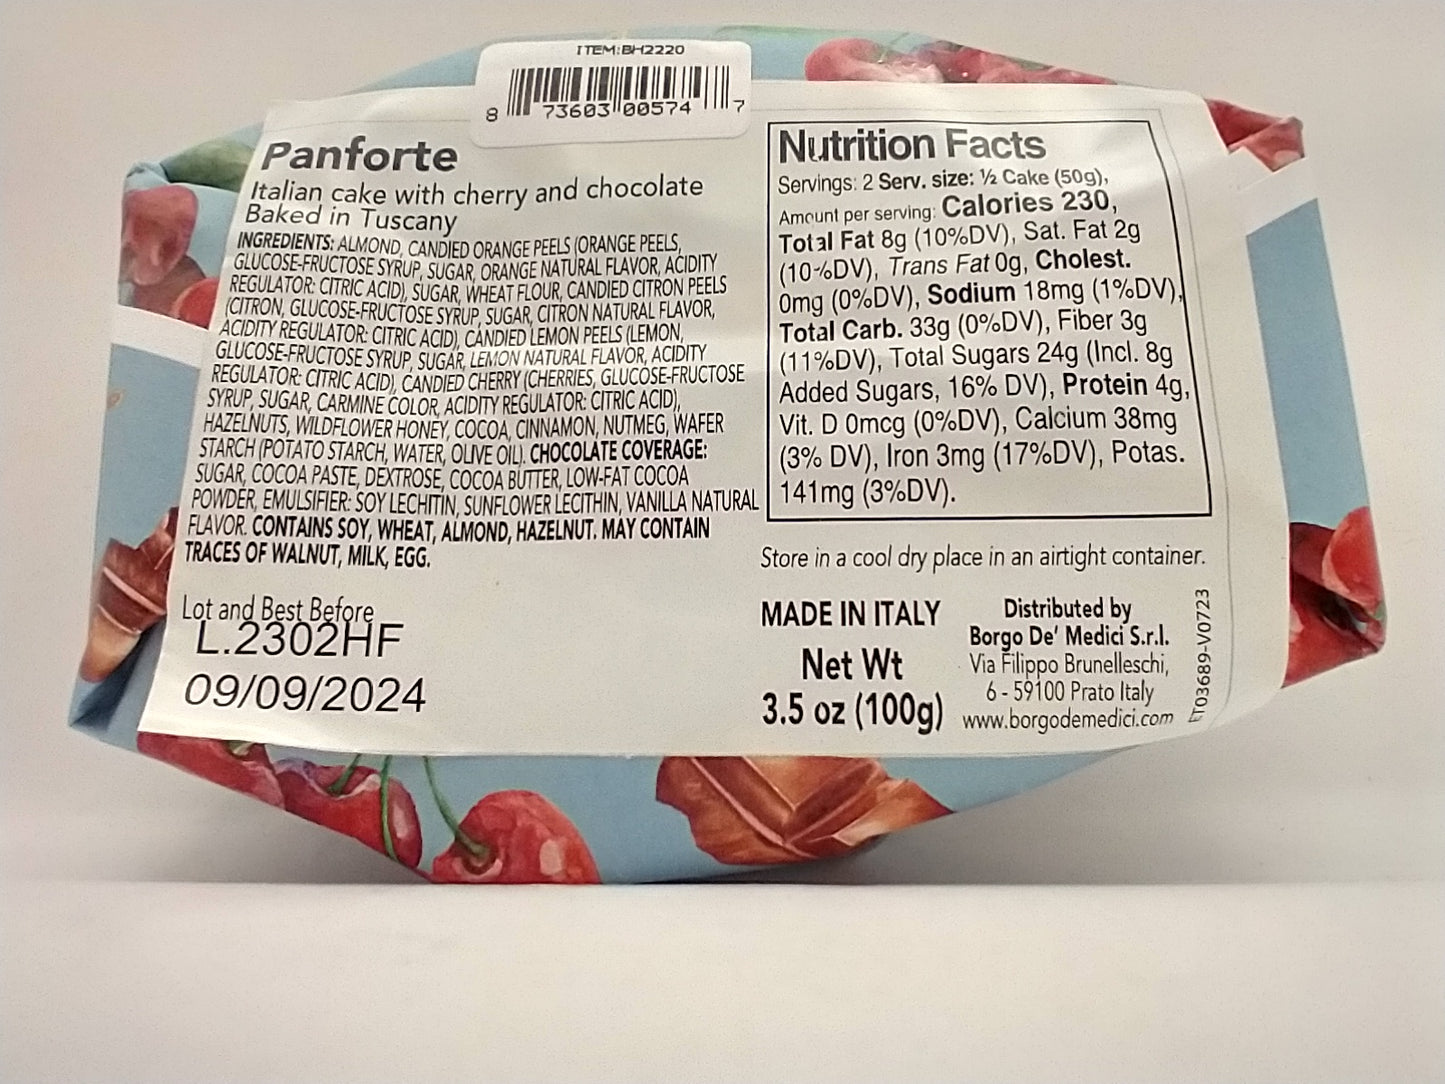 ITEM:BH2220
8 73603 00574 7
Panforte
Italian cake with cherry and chocolate
Baked in Tuscany
INGREDIENTS: ALMOND, CANDIED ORANGE PEELS (ORANGE PEELS,
GLUCOSE-FRUCTOSE SYRUP, SUGAR, ORANGE NATURAL FLAVOR, ACIDITY
REGULATOR: CITRIC ACID), SUGAR, WHEAT FLOUR, CANDIED CITRON PEELS
(CITRON, GLUCOSE-FRUCTOSE SYRUP, SUGAR, CITRON NATURAL FLAVOR,
ACIDITY REGULATOR: CITRIC ACID), CANDIED LEMON PEELS (LEMON,
GLUCOSE-FRUCTOSE SYRUP, SUGAR, LEMON NATURAL FLAVOR, ACIDITY
REGULATOR: CITRIC ACID), CANDIED CHERRY (CHERRIES, GLUCOSE-FRUCTOSE
SYRUP, SUGAR, CARMINE COLOR, ACIDITY REGULATOR: CITRIC ACID),
HAZELNUTS, WILDFLOWER HONEY, COCOA, CINNAMON, NUTMEG, WAFER
STARCH (POTATO STARCH, WATER, OLIVE OIL). CHOCOLATE COVERAGE:
SUGAR, COCOA PASTE, DEXTROSE, COCOA BUTTER, LOW-FAT COCOA
POWDER, EMULSIFIER: SOY LECHITIN, SUNFLOWER LECITHIN, VANILLA NATURAL
FLAVOR. CONTAINS SOY, WHEAT, ALMOND, HAZELNUT. MAY CONTAIN
TRACES OF WALNUT, MILK, EGG.
Lot and Best Before
L.2302HF
09/09/2024
Nutrition Facts
Servings: 2 Serv. size: ½ Cake (50g),
Amount per serving: Calories 230,
Total Fat 8g (10%DV), Sat. Fat 2g
(10%DV), Trans Fat 0g, Cholest.
0mg (0%DV), Sodium 18mg (1%DV),
Total Carb. 33g (0%DV), Fiber 3g
(11%DV), Total Sugars 24g (Incl. 8g
Added Sugars, 16% DV), Protein 4g,
Vit. D 0mcg (0%DV), Calcium 38mg
(3% DV), Iron 3mg (17%DV), Potas.
141mg (3%DV).
Store in a cool dry place in an airtight container.
MADE IN ITALY
Net Wt
3.5 oz (100g)
Distributed by
Borgo De' Medici S.r.l.
Via Filippo Brunelleschi,
6 - 59100 Prato Italy
www.borgodemedici.com
ET03689-V0723